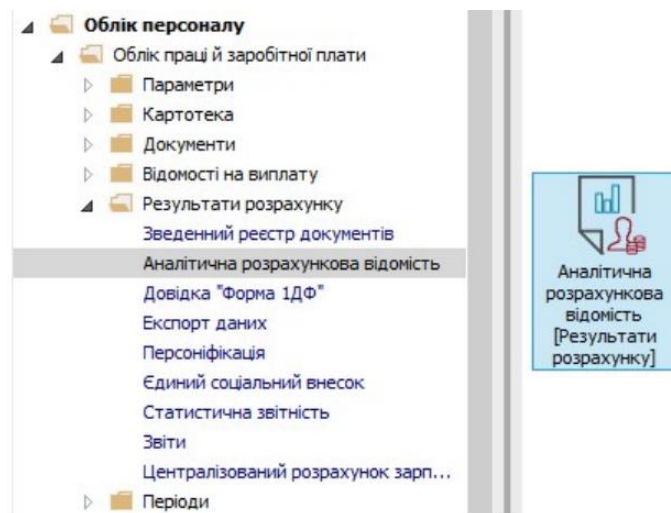 Облік персоналу
Облік праці й заробітної плати
Параметри
Картотека
Документи
Відомості на виплату
Результати розрахунку
Зведенний реєстр документів
Аналітична розрахункова відомість
Довідка "Форма 1ДФ"
Експорт даних
Персоніфікація
Єдиний соціальний внесок
Статистична звітність
Звіти
Централізований розрахунок зарп...
Періоди
Аналітична
розрахункова
відомість
[Результати
розрахунку]